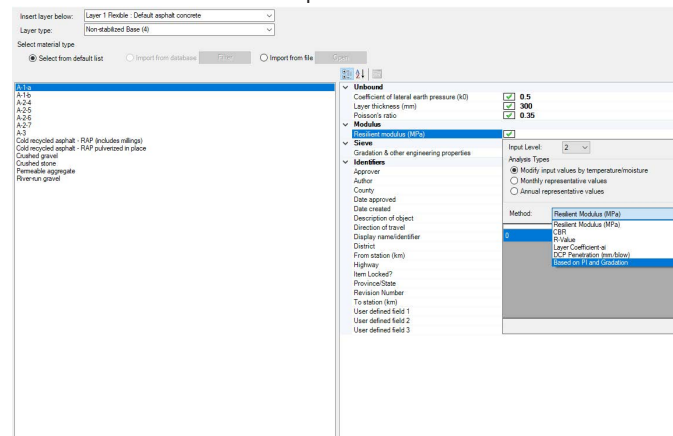 Insert layer below: Layer 1 Flexible : Default asphalt concrete
Layer type: Non-stabilized Base (4)
Select material type
Select from default list Import from database Filter Import from file Open
A-1-a
A-1-b
A-2-4
A-2-5
A-2-6
A-2-7
A-3
Cold recycled asphalt - RAP (includes millings)
Cold recycled asphalt - RAP pulverized in place
Crushed gravel
Crushed stone
Permeable aggregate
River-run gravel
Unbound
Coefficient of lateral earth pressure (k0) 0.5
Layer thickness (mm) 300
Poisson's ratio 0.35
Modulus
Resilient modulus (MPa)
Sieve
Gradation & other engineering properties
Identifiers
Approver
Author
County
Date approved
Date created
Description of object
Direction of travel
Display name/identifier
District
From station (km)
Highway
Item Locked?
Province/State
Revision Number
To station (km)
User defined field 1
User defined field 2
User defined field 3
Input Level: 2
Analysis Types
Modify input values by temperature/moisture
Monthly representative values
Annual representative values
Method: Resilient Modulus (MPa)
Resilient Modulus (MPa)
CBR
R-Value
Layer Coefficient-ai
DCP Penetration (mm/blow)
Based on PI and Gradation
0